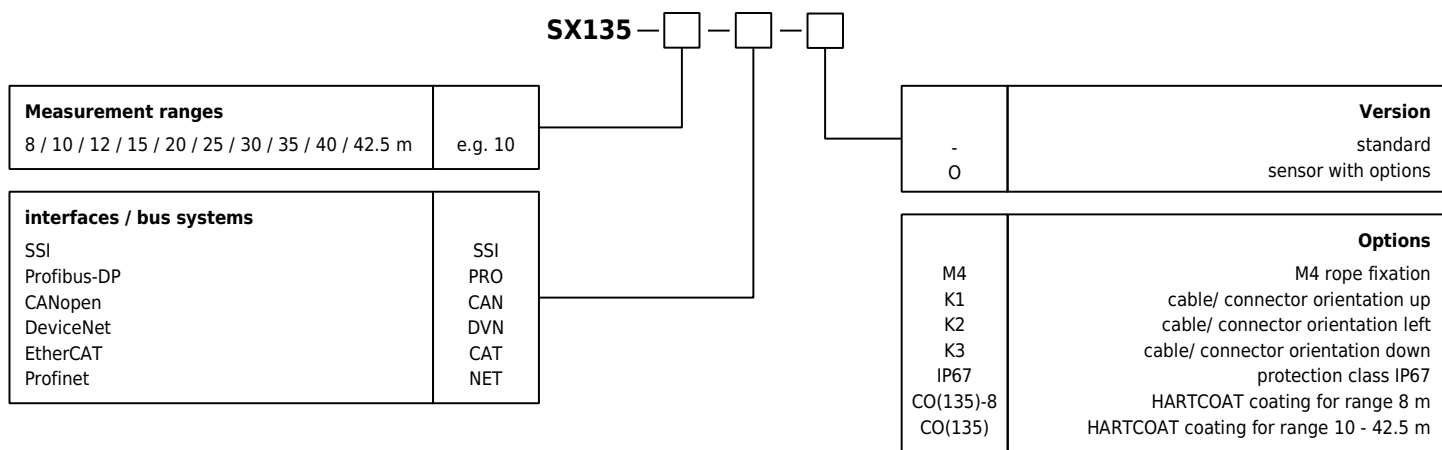 SX135 — — —
Measurement ranges
8 / 10 / 12 / 15 / 20 / 25 / 30 / 35 / 40 / 42.5 m e.g. 10
interfaces / bus systems
SSI SSI
Profibus-DP PRO
CANopen CAN
DeviceNet DVN
EtherCAT CAT
Profinet NET
Version
- standard
O sensor with options
Options
M4 M4 rope fixation
K1 cable/ connector orientation up
K2 cable/ connector orientation left
K3 cable/ connector orientation down
IP67 protection class IP67
CO(135)-8 HARTCOAT coating for range 8 m
CO(135) HARTCOAT coating for range 10 - 42.5 m